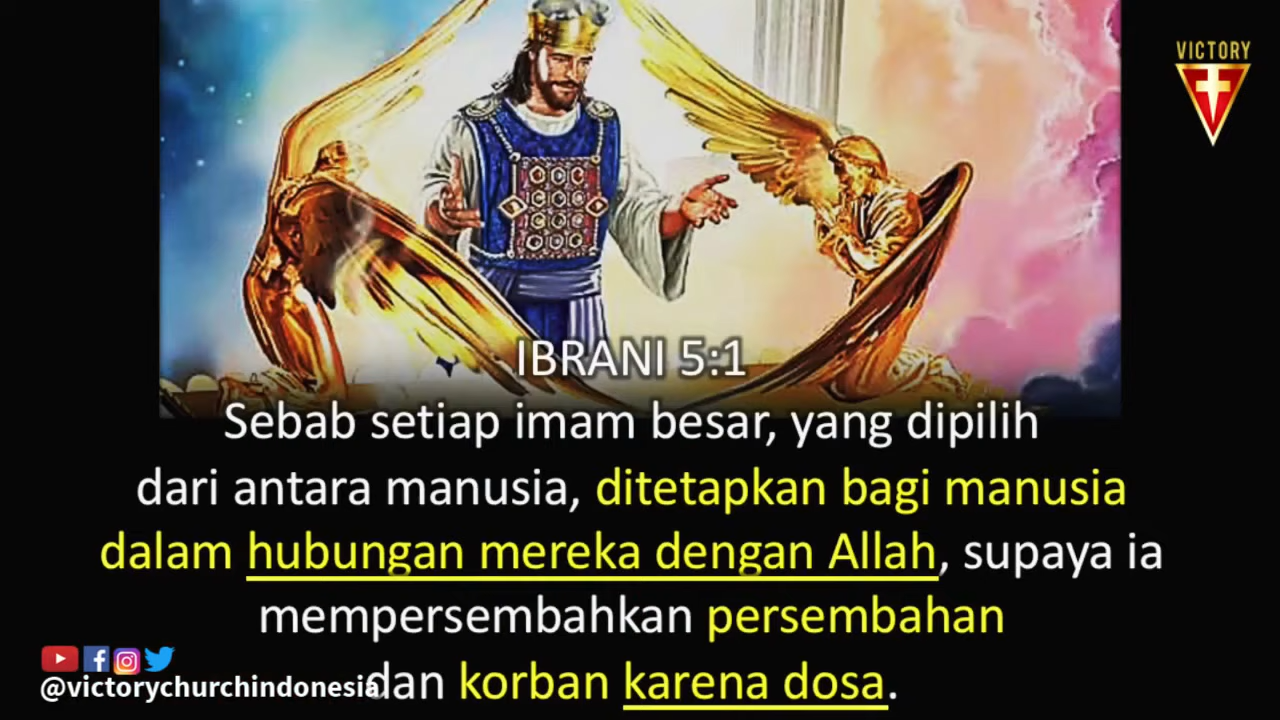 VICTORY
IBRANI 5:1
Sebab setiap imam besar, yang dipilih
dari antara manusia, ditetapkan bagi manusia
dalam hubungan mereka dengan Allah, supaya ia
mempersembahkan persembahan
dan korban karena dosa.
@victorychurchindonesia